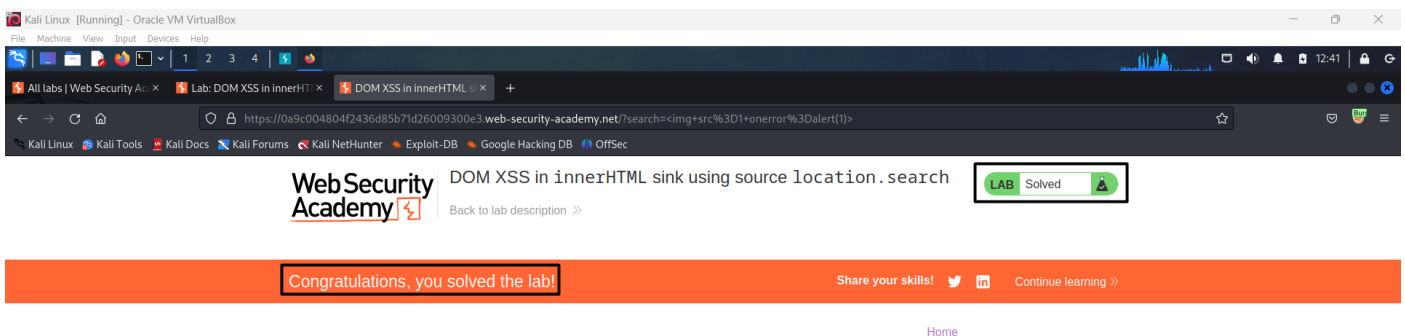 Kali Linux [Running] - Oracle VM VirtualBox
File Machine View Input Devices Help
1 2 3 4 12:41
All labs | Web Security Ac Lab: DOM XSS in innerHT DOM XSS in innerHTML s
https://0a9c004804f2436d85b71d26009300e3.web-security-academy.net/?search=<img+src%3D1+onerror%3Dalert(1)>
Kali Linux Kali Tools Kali Docs Kali Forums Kali NetHunter Exploit-DB Google Hacking DB OffSec
Web Security Academy
DOM XSS in innerHTML sink using source location.search
LAB Solved
Back to lab description >>
Congratulations, you solved the lab!
Share your skills! in Continue learning >>
Home